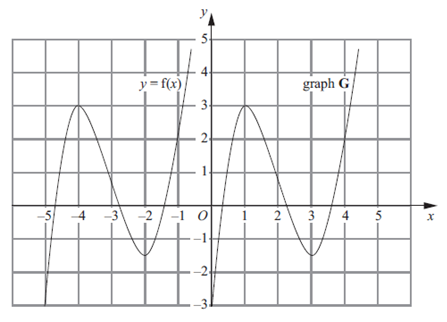 y
5
4
y = f(x)
graph G
3
2
1
–5 –4 –3 –2 –1 O 1 2 3 4 5 x
–1
–2
–3